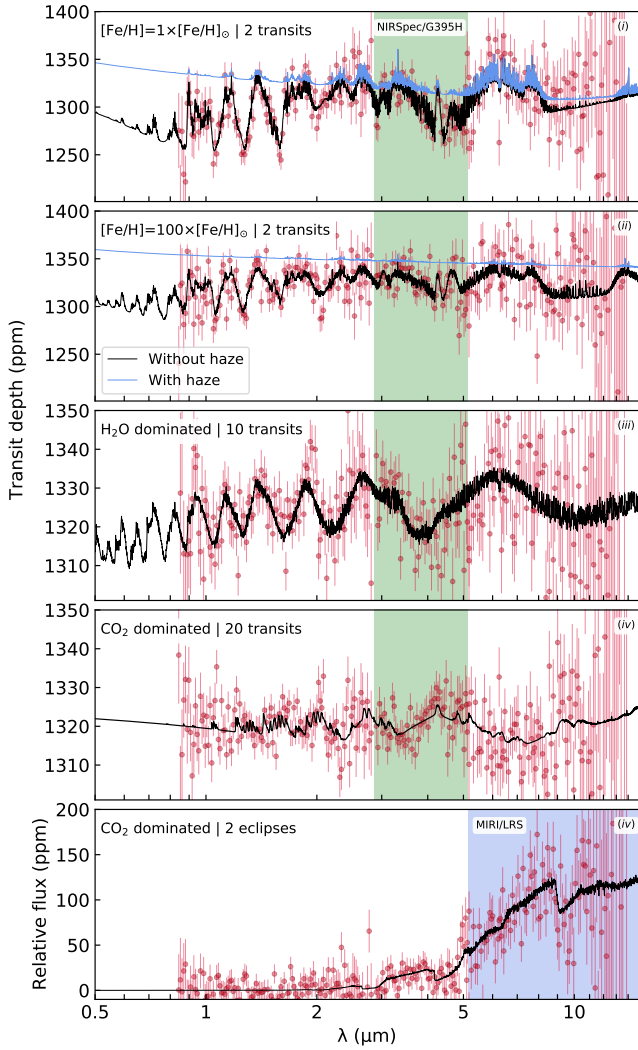 1400
[Fe/H]=1×[Fe/H]⊙ | 2 transits
NIRSpec/G395H
(i)
1350
1300
1250
1400
[Fe/H]=100×[Fe/H]⊙ | 2 transits
(ii)
1350
1300
1250
Without haze
With haze
Transit depth (ppm)
1350
H₂O dominated | 10 transits
(iii)
1340
1330
1320
1310
1350
CO₂ dominated | 20 transits
(iv)
1340
1330
1320
1310
200
CO₂ dominated | 2 eclipses
MIRI/LRS
(iv)
150
100
50
0
Relative flux (ppm)
0.5
1
2
5
10
λ (μm)